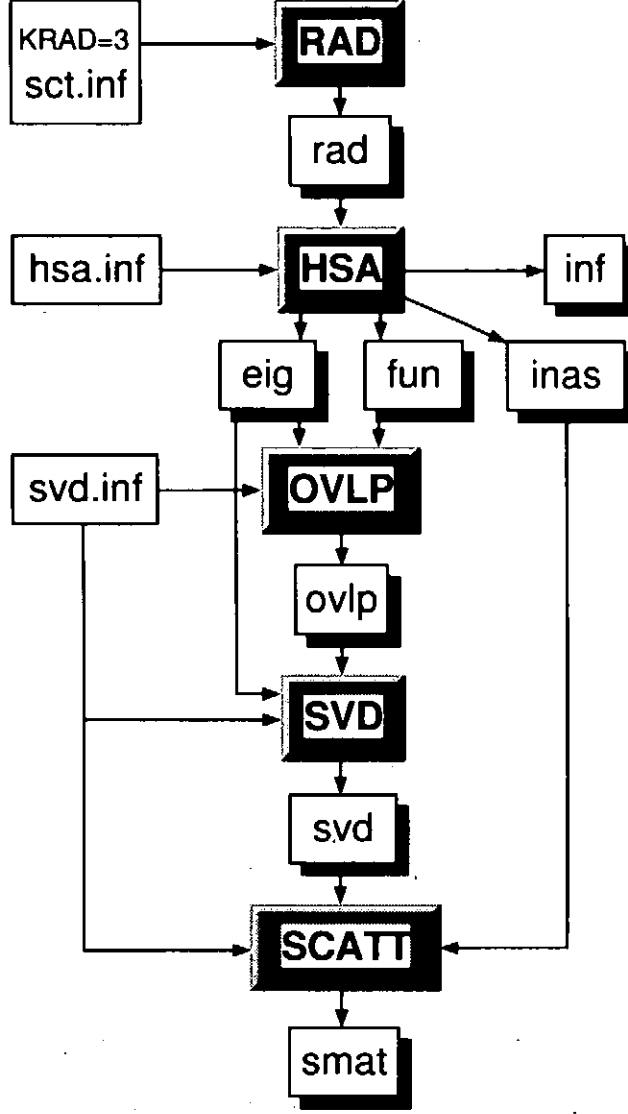 KRAD=3
sct.inf
RAD
rad
hsa.inf
HSA
inf
eig
fun
inas
svd.inf
OVLP
ovlp
SVD
svd
SCATT
smat